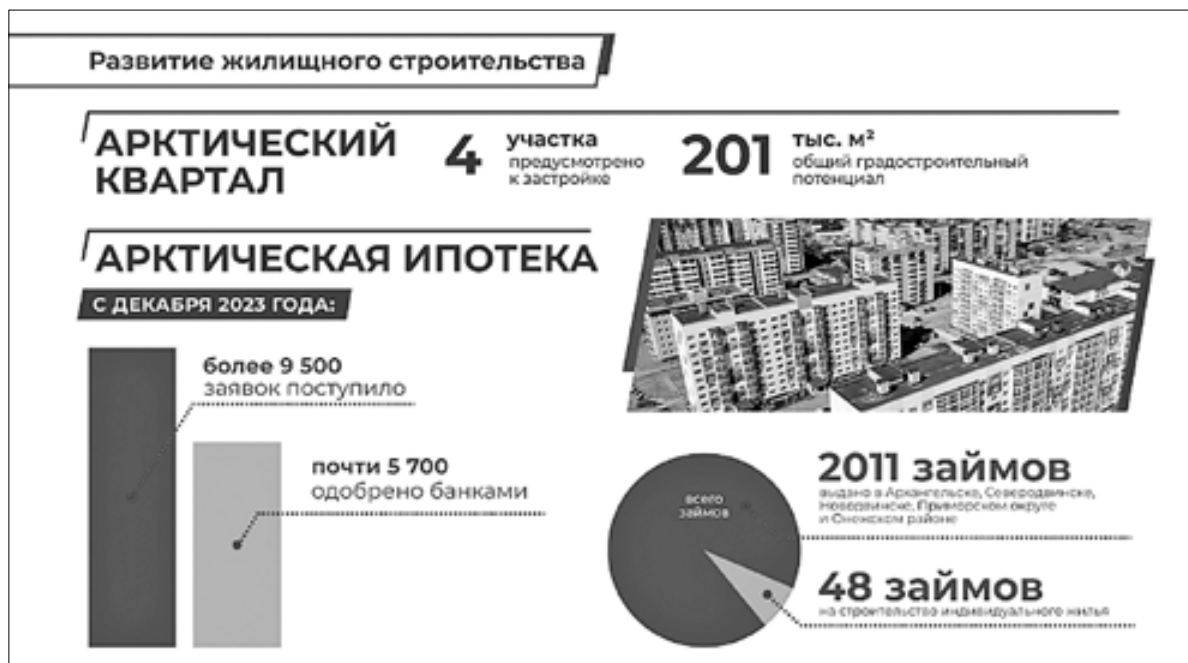 Развитие жилищного строительства
АРКТИЧЕСКИЙ
КВАРТАЛ
4
участка
предусмотрено
к застройке
201
тыс. м²
общий градостроительный
потенциал
АРКТИЧЕСКАЯ ИПОТЕКА
С ДЕКАБРЯ 2023 ГОДА:
более 9 500
заявок поступило
почти 5 700
одобрено банками
всего
займов
2011 займов
выдано в Архангельске, Северодвинске,
Новодвинске, Приморском округе
и Онежском районе
48 займов
на строительство индивидуального жилья